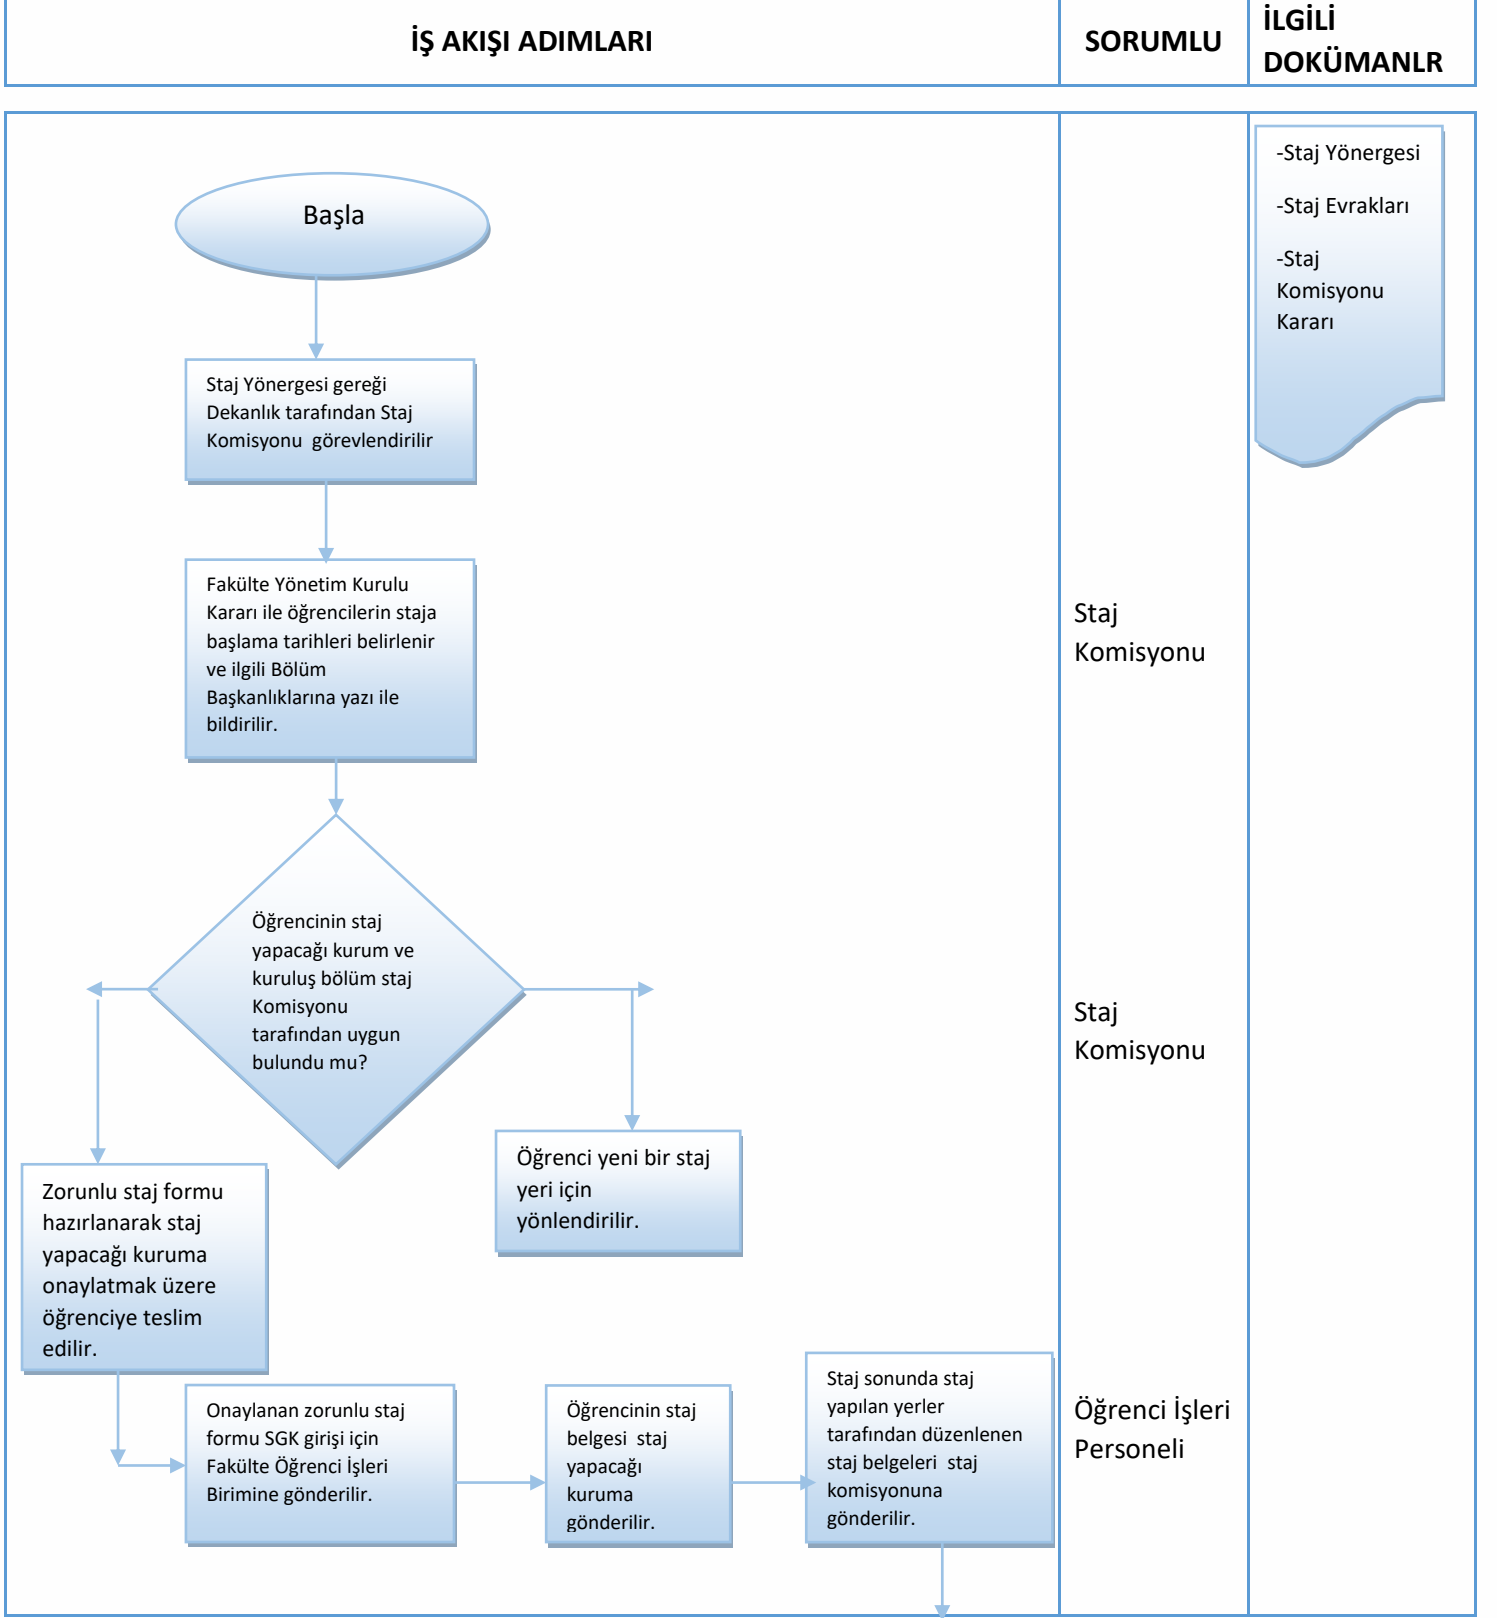 İŞ AKIŞI ADIMLARI
SORUMLU
İLGİLİ
DOKÜMANLR
-Staj Yönergesi
-Staj Evrakları
-Staj
Komisyonu
Kararı
Başla
Staj Yönergesi gereği
Dekanlık tarafından Staj
Komisyonu  görevlendirilir
Fakülte Yönetim Kurulu
Kararı ile öğrencilerin staja
başlama tarihleri belirlenir
ve ilgili Bölüm
Başkanlıklarına yazı ile
bildirilir.
Staj
Komisyonu
Öğrencinin staj
yapacağı kurum ve
kuruluş bölüm staj
Komisyonu
tarafından uygun
bulundu mu?
Staj
Komisyonu
Öğrenci yeni bir staj
yeri için
yönlendirilir.
Zorunlu staj formu
hazırlanarak staj
yapacağı kuruma
onaylatmak üzere
öğrenciye teslim
edilir.
Onaylanan zorunlu staj
formu SGK girişi için
Fakülte Öğrenci İşleri
Birimine gönderilir.
Öğrencinin staj
belgesi  staj
yapacağı
kuruma
gönderilir.
Staj sonunda staj
yapılan yerler
tarafından düzenlenen
staj belgeleri  staj
komisyonuna
gönderilir.
Öğrenci İşleri
Personeli